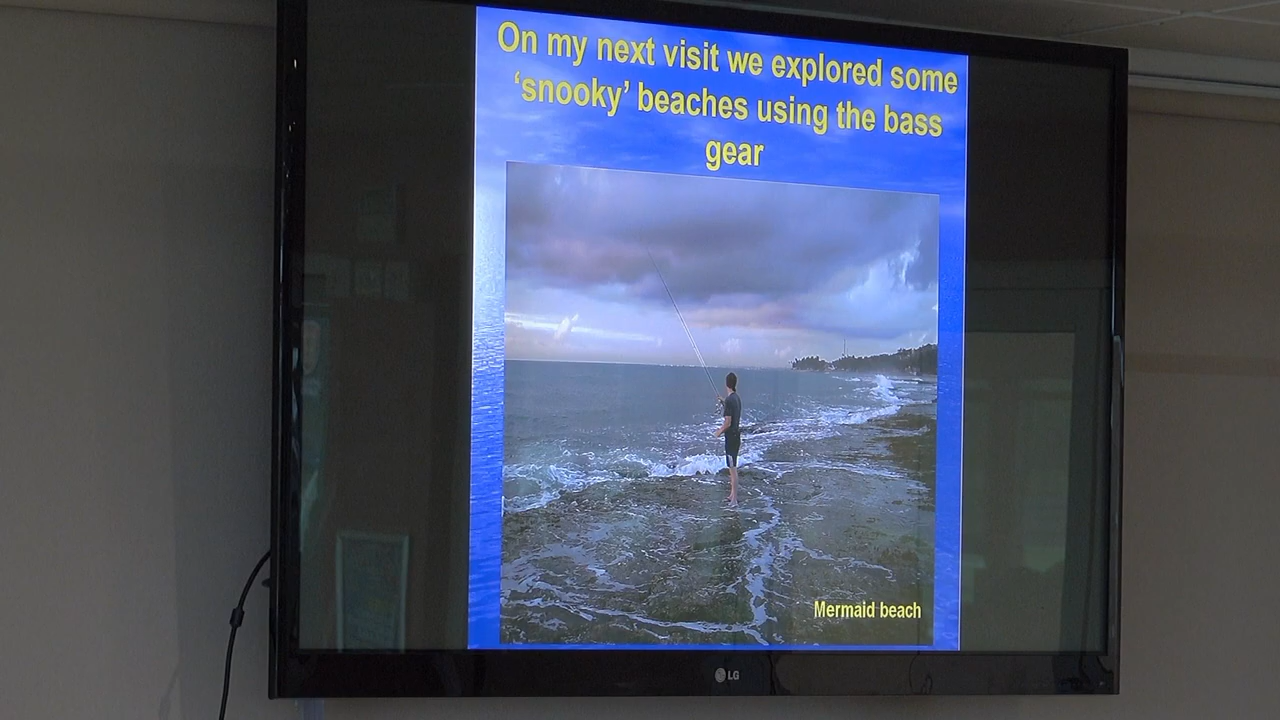 On my next visit we explored some
‘snooky’ beaches using the bass
gear
Mermaid beach
LG